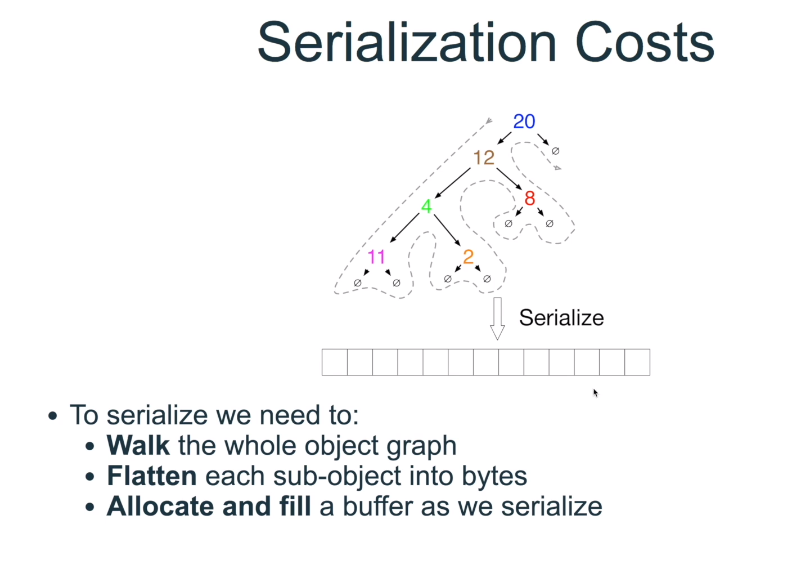 Serialization Costs
20
∅
12
8
4
∅ ∅
11 2
∅ ∅ ∅ ∅
Serialize
• To serialize we need to:
• Walk the whole object graph
• Flatten each sub-object into bytes
• Allocate and fill a buffer as we serialize